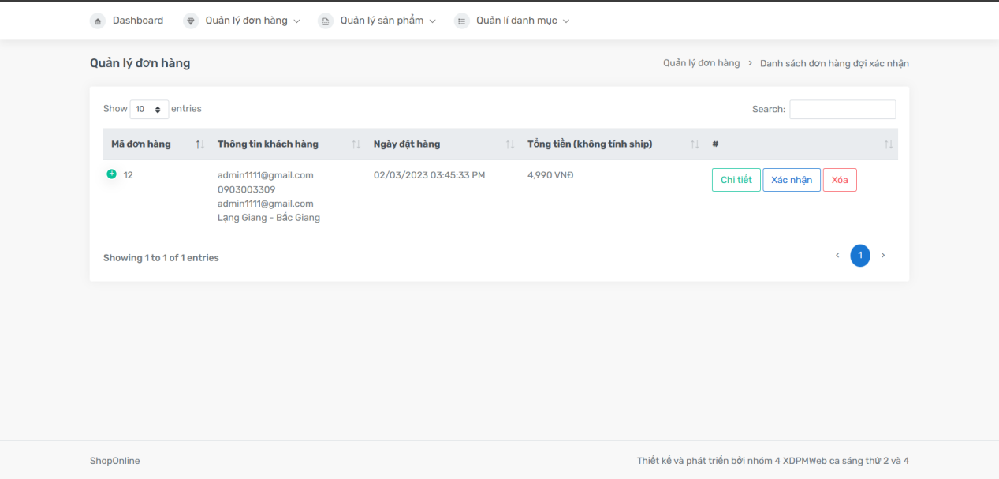 Dashboard Quản lý đơn hàng Quản lý sản phẩm Quản lí danh mục
Quản lý đơn hàng
Quản lý đơn hàng > Danh sách đơn hàng đợi xác nhận
Show 10 entries
Search:
Mã đơn hàng Thông tin khách hàng Ngày đặt hàng Tổng tiền (không tính ship) #
12 admin1111@gmail.com 02/03/2023 03:45:33 PM 4,990 VNĐ Chi tiết Xác nhận Xóa
0903003309
admin1111@gmail.com
Lạng Giang - Bắc Giang
Showing 1 to 1 of 1 entries
‹ 1 ›
ShopOnline
Thiết kế và phát triển bởi nhóm 4 XDPMWeb ca sáng thứ 2 và 4